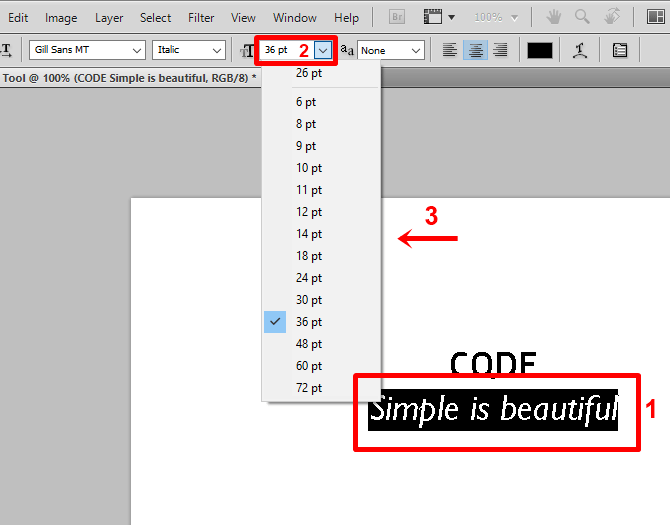 Edit Image Layer Select Filter View Window Help Br 100%
T Gill Sans MT Italic TT 36 pt 2 aa None
Tool @ 100% (CODE Simple is beautiful, RGB/8) *
26 pt
6 pt
8 pt
9 pt
10 pt
11 pt
12 pt
14 pt
3
18 pt
24 pt
30 pt
36 pt
48 pt
60 pt
72 pt
CODE
Simple is beautiful
1